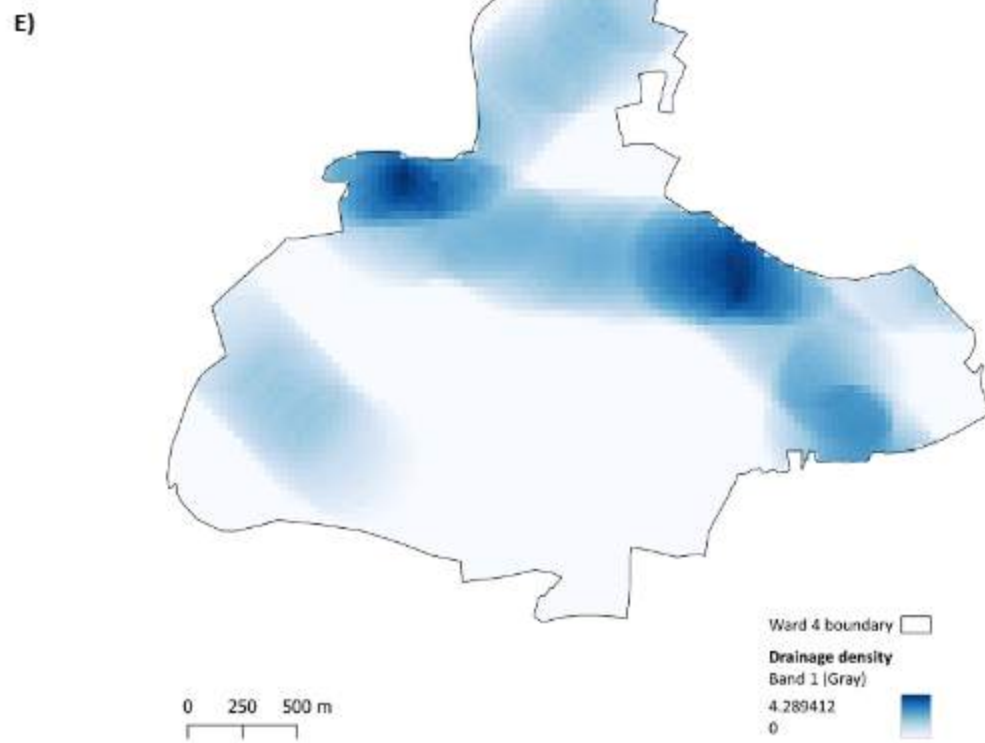 E)
Ward 4 boundary
Drainage density
Band 1 (Gray)
4.289412
0
0 250 500 m